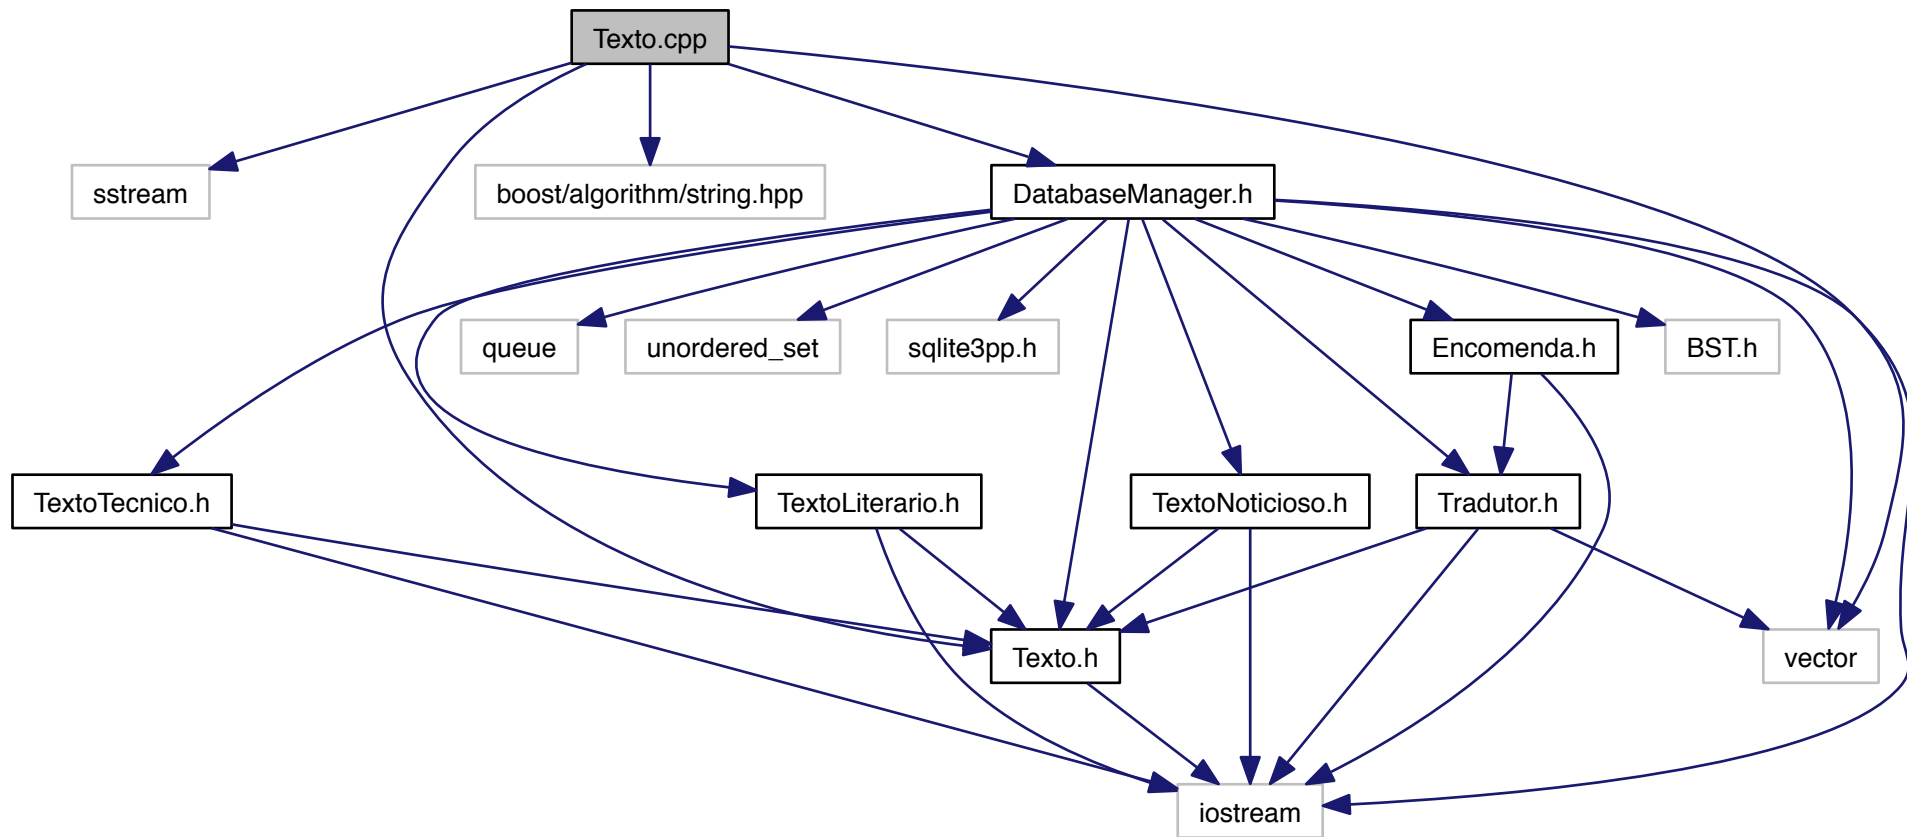 Texto.cpp
sstream
boost/algorithm/string.hpp
DatabaseManager.h
queue
unordered_set
sqlite3pp.h
Encomenda.h
BST.h
TextoTecnico.h
TextoLiterario.h
TextoNoticioso.h
Tradutor.h
Texto.h
vector
iostream